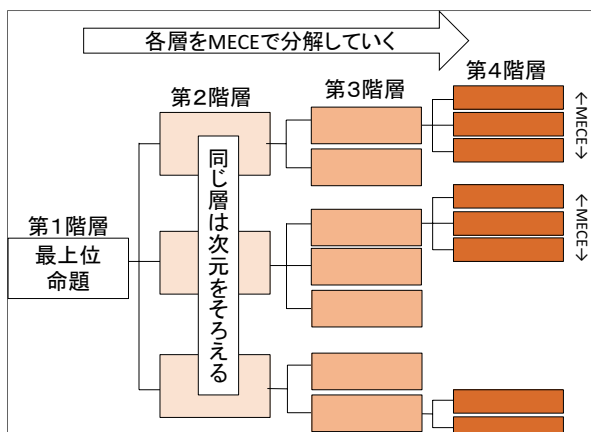 各層をMECEで分解していく
第4階層
第3階層
第2階層
←MECE→
同じ層は次元をそろえる
←MECE→
第1階層
最上位
命題